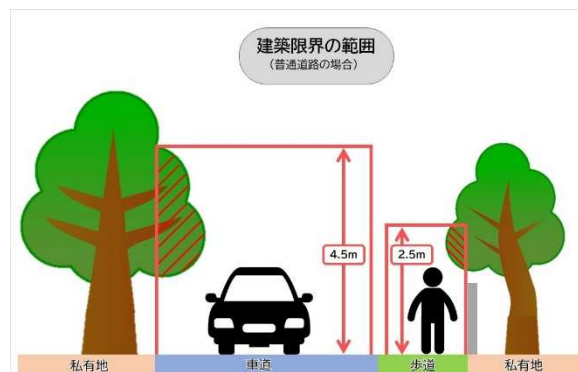 建築限界の範囲
(普通道路の場合)
4.5m
2.5m
私有地
車道
歩道
私有地